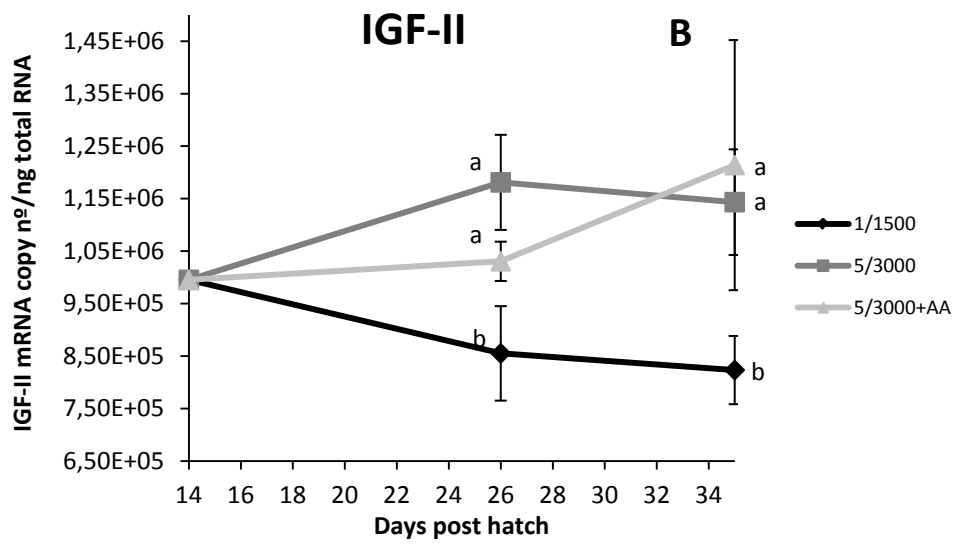 IGF-II
B
IGF-II mRNA copy nº/ng total RNA
1,45E+06
1,35E+06
1,25E+06
1,15E+06
1,05E+06
9,50E+05
8,50E+05
7,50E+05
6,50E+05
a
a
b
a
a
b
1/1500
5/3000
5/3000+AA
14 16 18 20 22 24 26 28 30 32 34
Days post hatch